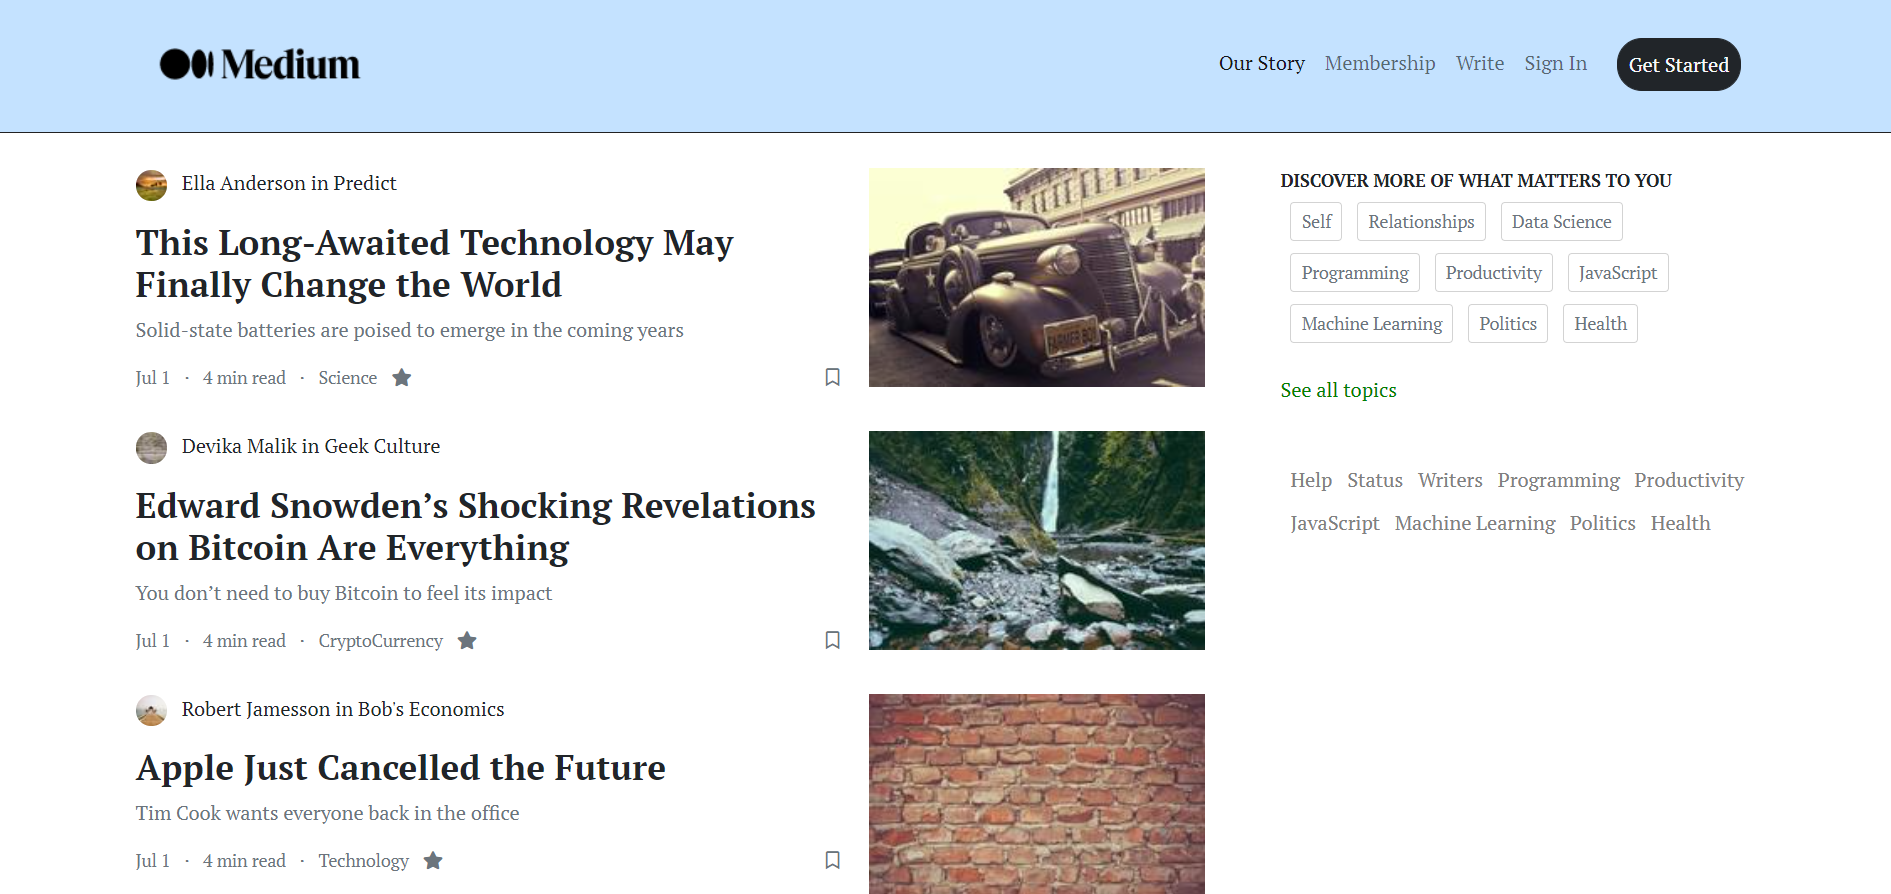 Medium
Our Story Membership Write Sign In Get Started
Ella Anderson in Predict
This Long-Awaited Technology May
Finally Change the World
Solid-state batteries are poised to emerge in the coming years
Jul 1 · 4 min read · Science
FARMER BOY
Devika Malik in Geek Culture
Edward Snowden’s Shocking Revelations
on Bitcoin Are Everything
You don’t need to buy Bitcoin to feel its impact
Jul 1 · 4 min read · CryptoCurrency
Robert Jamesson in Bob's Economics
Apple Just Cancelled the Future
Tim Cook wants everyone back in the office
Jul 1 · 4 min read · Technology
DISCOVER MORE OF WHAT MATTERS TO YOU
Self Relationships Data Science
Programming Productivity JavaScript
Machine Learning Politics Health
See all topics
Help Status Writers Programming Productivity
JavaScript Machine Learning Politics Health